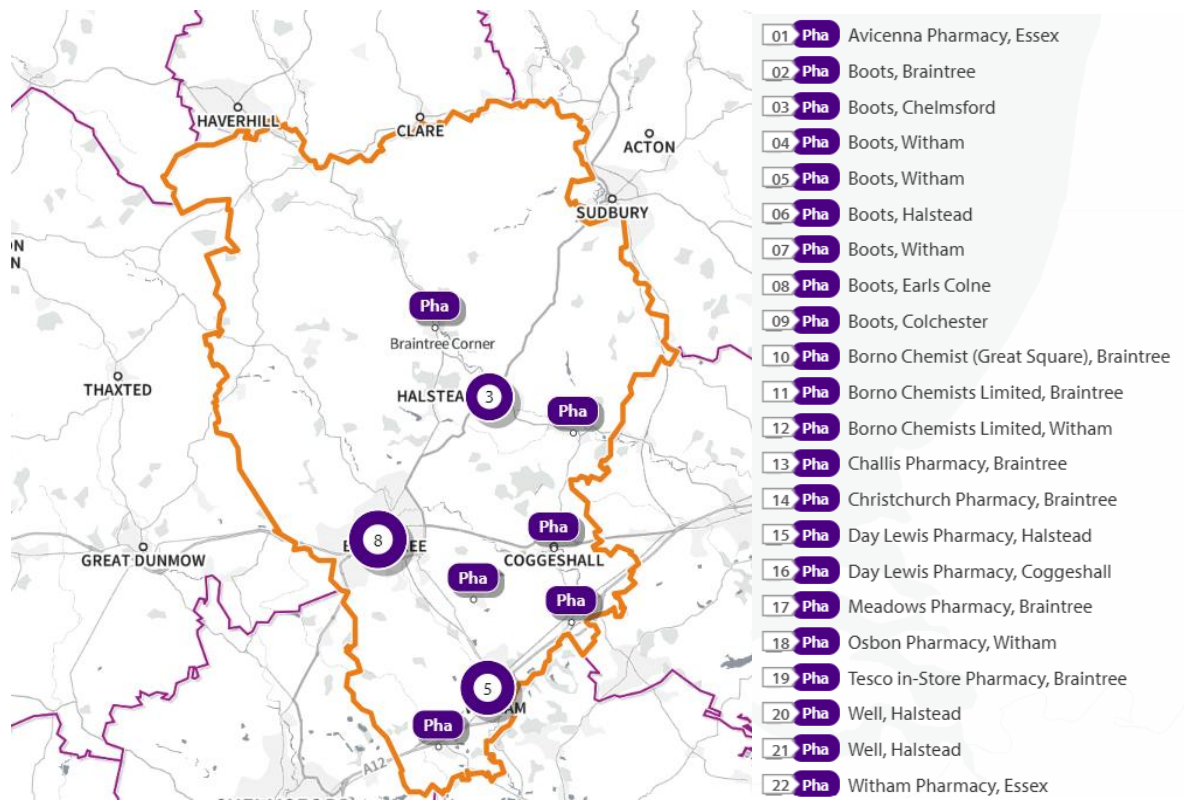 HAVERHILL
CLARE
ACTON
SUDBURY
Pha
Braintree Corner
THAXTED
HALSTEA
3
Pha
8
Pha
GREAT DUNMOW
COGGESHALL
Pha
Pha
5
AM
Pha
A12
01 Pha Avicenna Pharmacy, Essex
02 Pha Boots, Braintree
03 Pha Boots, Chelmsford
04 Pha Boots, Witham
05 Pha Boots, Witham
06 Pha Boots, Halstead
07 Pha Boots, Witham
08 Pha Boots, Earls Colne
09 Pha Boots, Colchester
10 Pha Borno Chemist (Great Square), Braintree
11 Pha Borno Chemists Limited, Braintree
12 Pha Borno Chemists Limited, Witham
13 Pha Challis Pharmacy, Braintree
14 Pha Christchurch Pharmacy, Braintree
15 Pha Day Lewis Pharmacy, Halstead
16 Pha Day Lewis Pharmacy, Coggeshall
17 Pha Meadows Pharmacy, Braintree
18 Pha Osbon Pharmacy, Witham
19 Pha Tesco in-Store Pharmacy, Braintree
20 Pha Well, Halstead
21 Pha Well, Halstead
22 Pha Witham Pharmacy, Essex